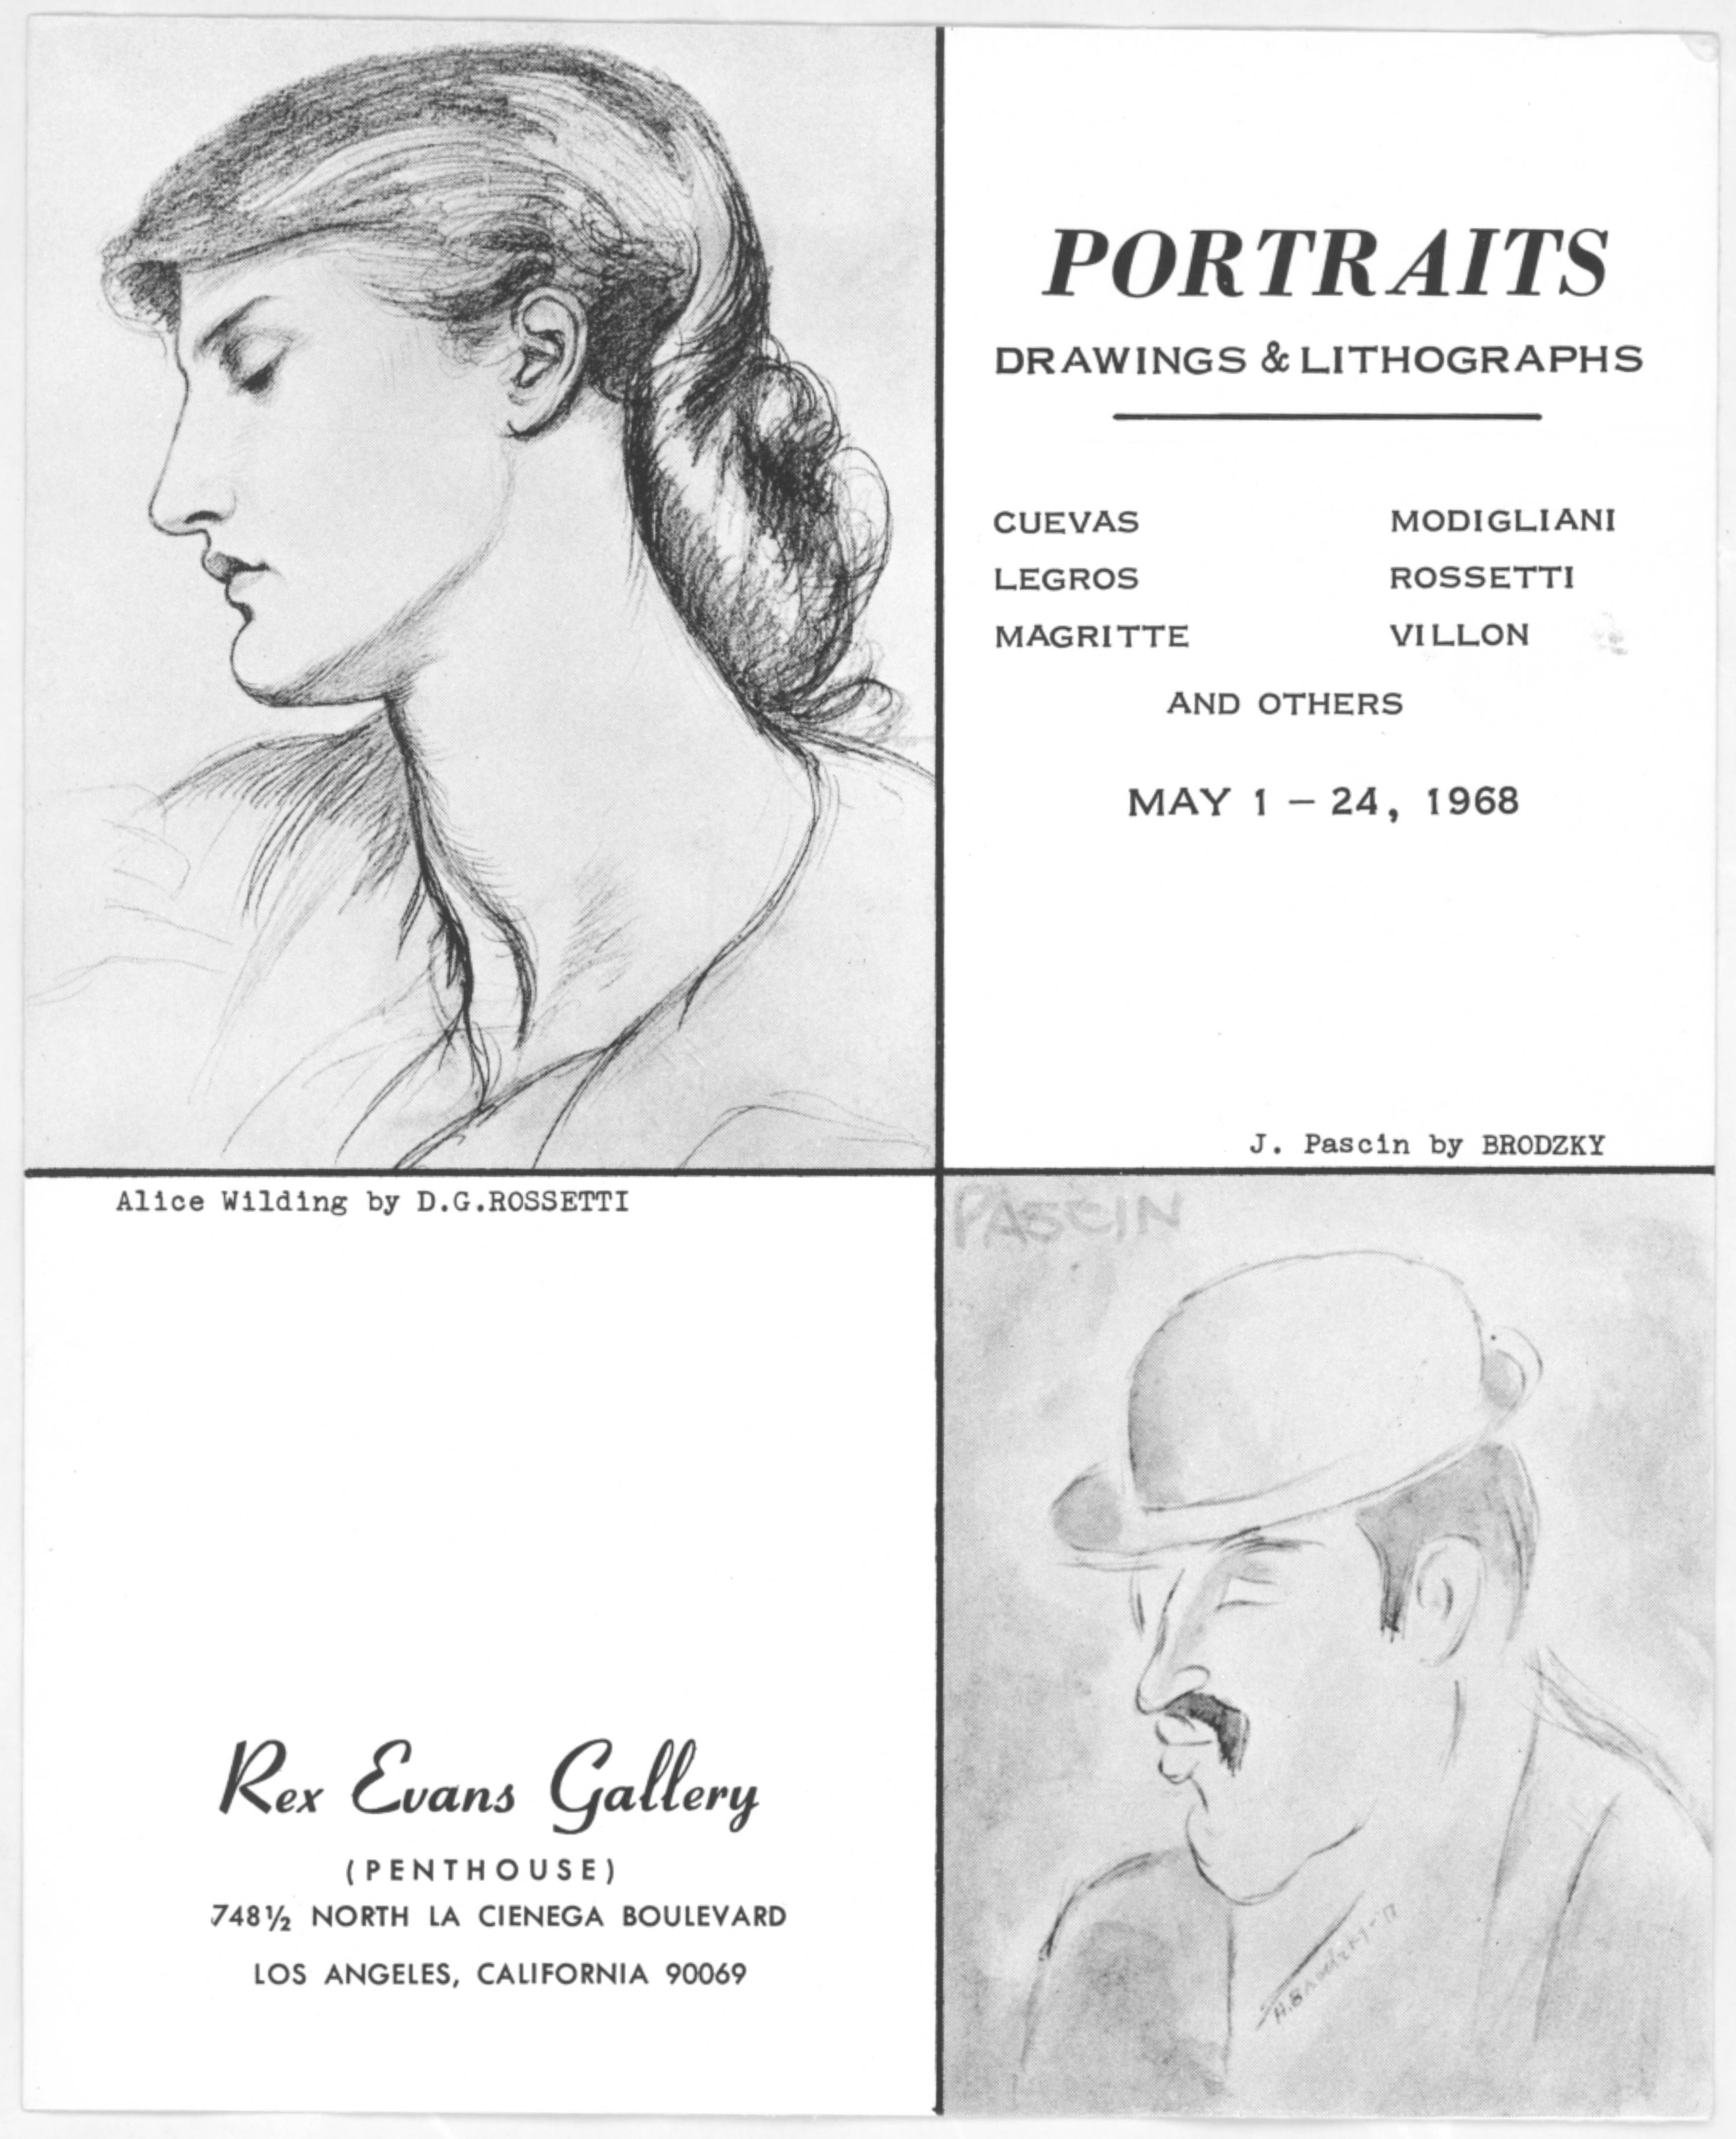 PORTRAITS
DRAWINGS & LITHOGRAPHS
CUEVAS MODIGLIANI
LEGROS ROSSETTI
MAGRITTE VILLON
AND OTHERS
MAY 1 – 24, 1968
J. Pascin by BRODZKY
Alice Wilding by D.G.ROSSETTI
PASCIN
Rex Evans Gallery
(PENTHOUSE)
748½ NORTH LA CIENEGA BOULEVARD
LOS ANGELES, CALIFORNIA 90069